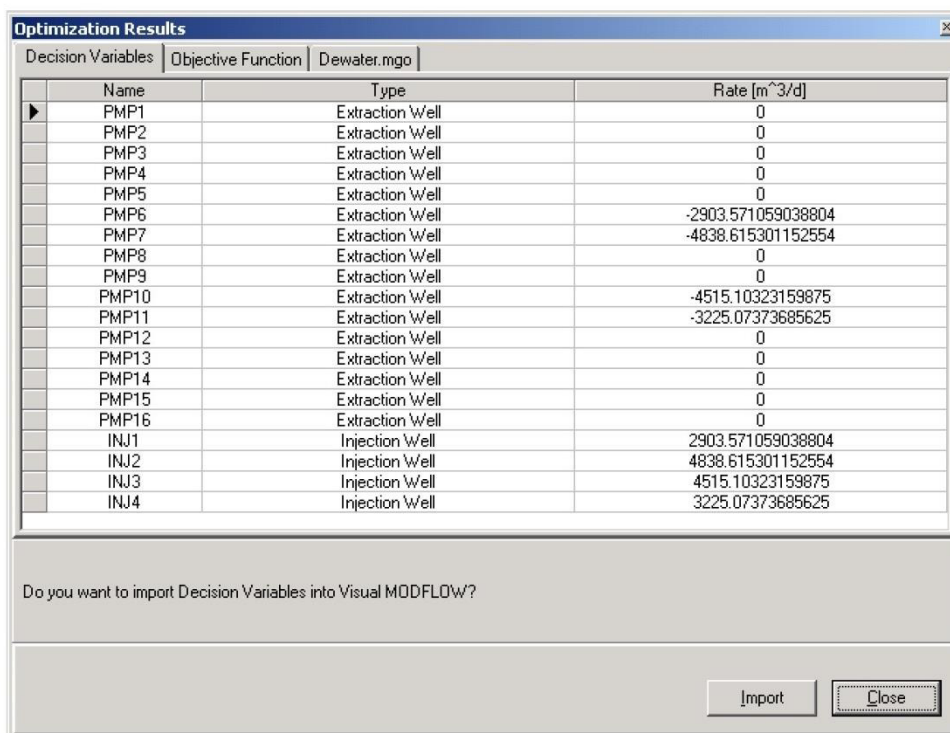 Optimization Results
Decision Variables Objective Function Dewater.mgo
Name Type Rate [m^3/d]
PMP1 Extraction Well 0
PMP2 Extraction Well 0
PMP3 Extraction Well 0
PMP4 Extraction Well 0
PMP5 Extraction Well 0
PMP6 Extraction Well -2903.571059038804
PMP7 Extraction Well -4838.615301152554
PMP8 Extraction Well 0
PMP9 Extraction Well 0
PMP10 Extraction Well -4515.10323159875
PMP11 Extraction Well -3225.07373685625
PMP12 Extraction Well 0
PMP13 Extraction Well 0
PMP14 Extraction Well 0
PMP15 Extraction Well 0
PMP16 Extraction Well 0
INJ1 Injection Well 2903.571059038804
INJ2 Injection Well 4838.615301152554
INJ3 Injection Well 4515.10323159875
INJ4 Injection Well 3225.07373685625
Do you want to import Decision Variables into Visual MODFLOW?
Import Close